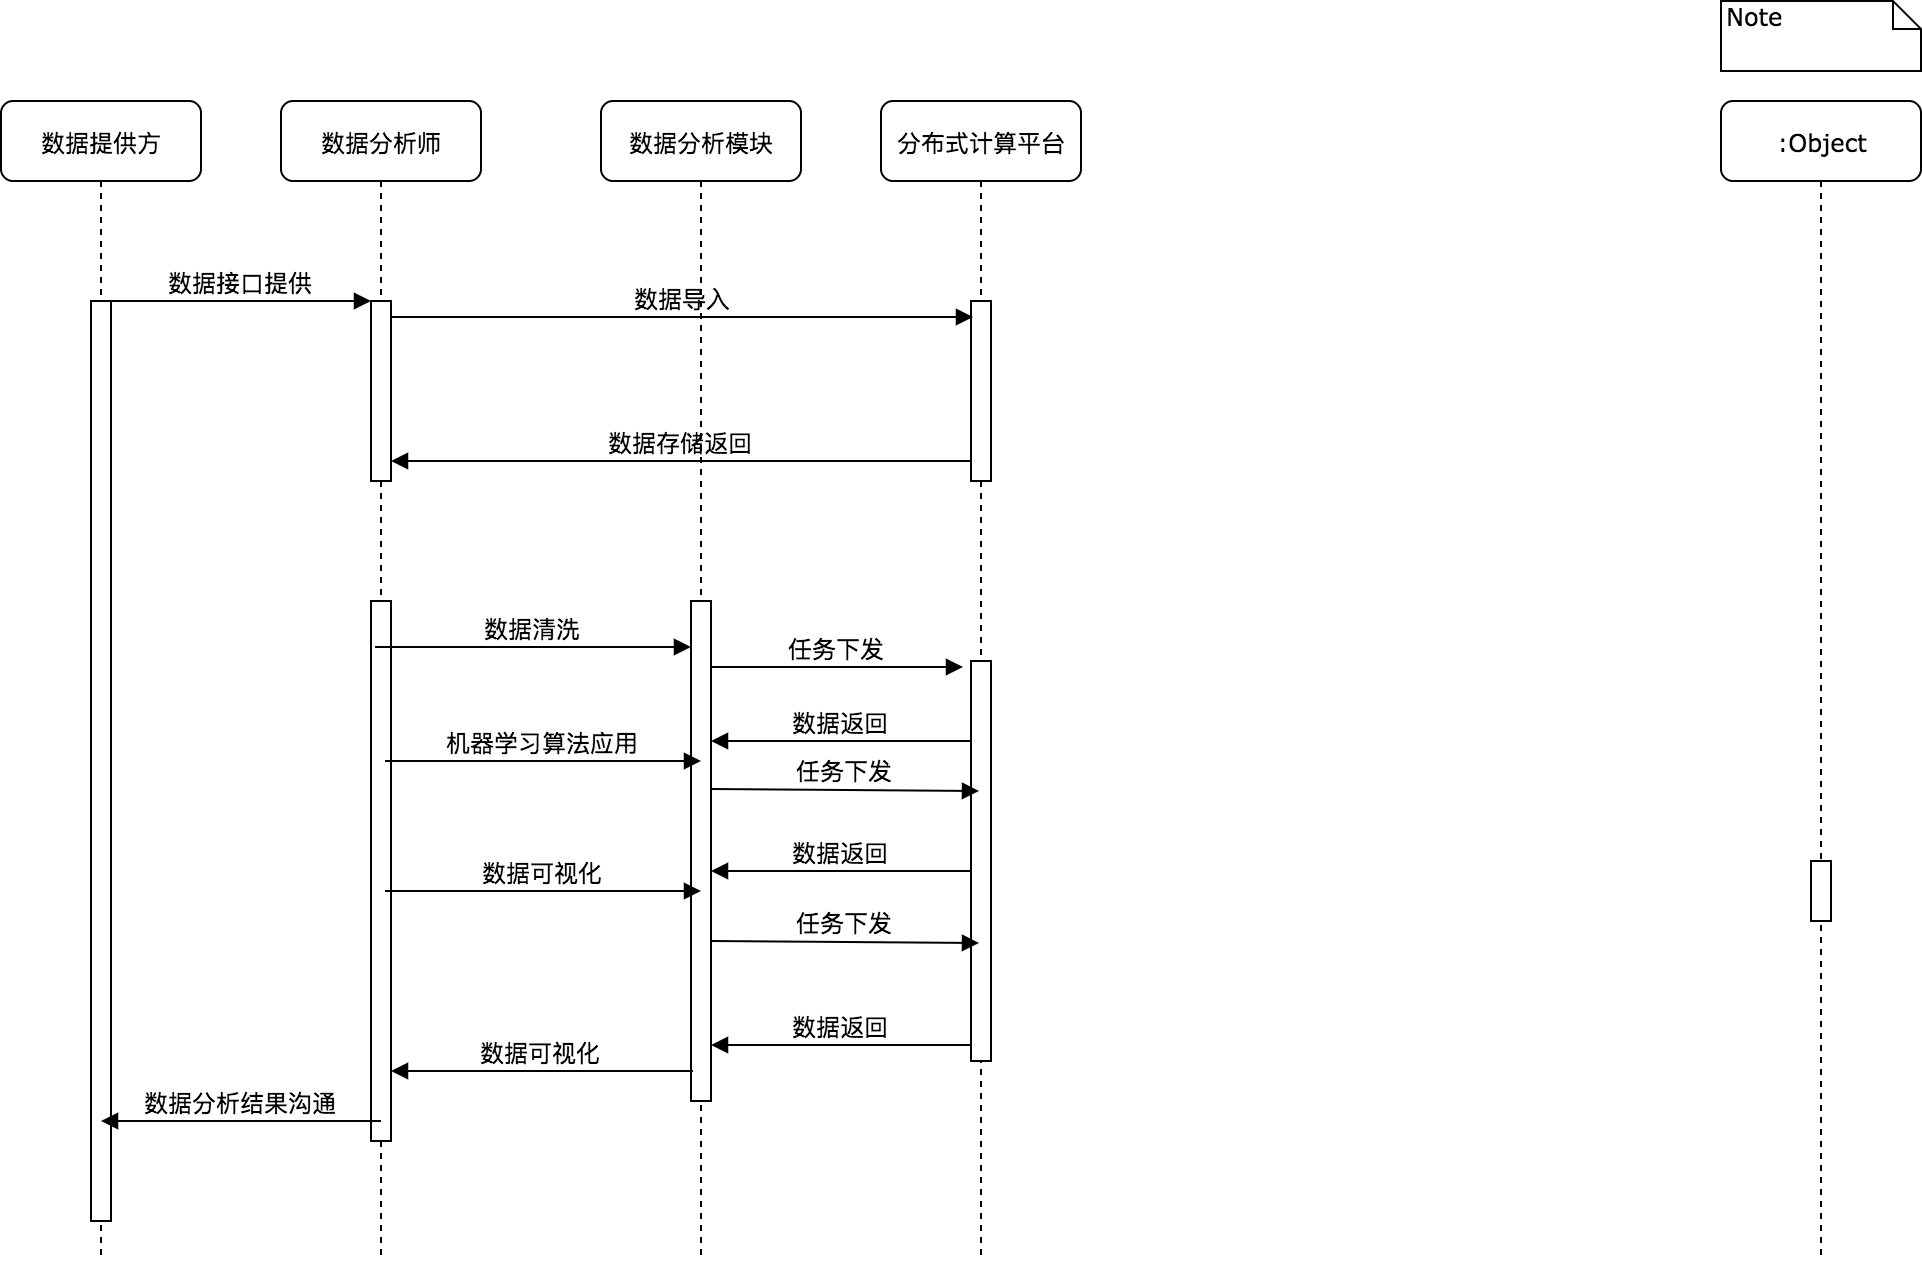 Note
数据提供方
数据分析师
数据分析模块
分布式计算平台
:Object
数据接口提供
数据导入
数据存储返回
数据清洗
任务下发
数据返回
机器学习算法应用
任务下发
数据返回
数据可视化
任务下发
数据返回
数据可视化
数据分析结果沟通